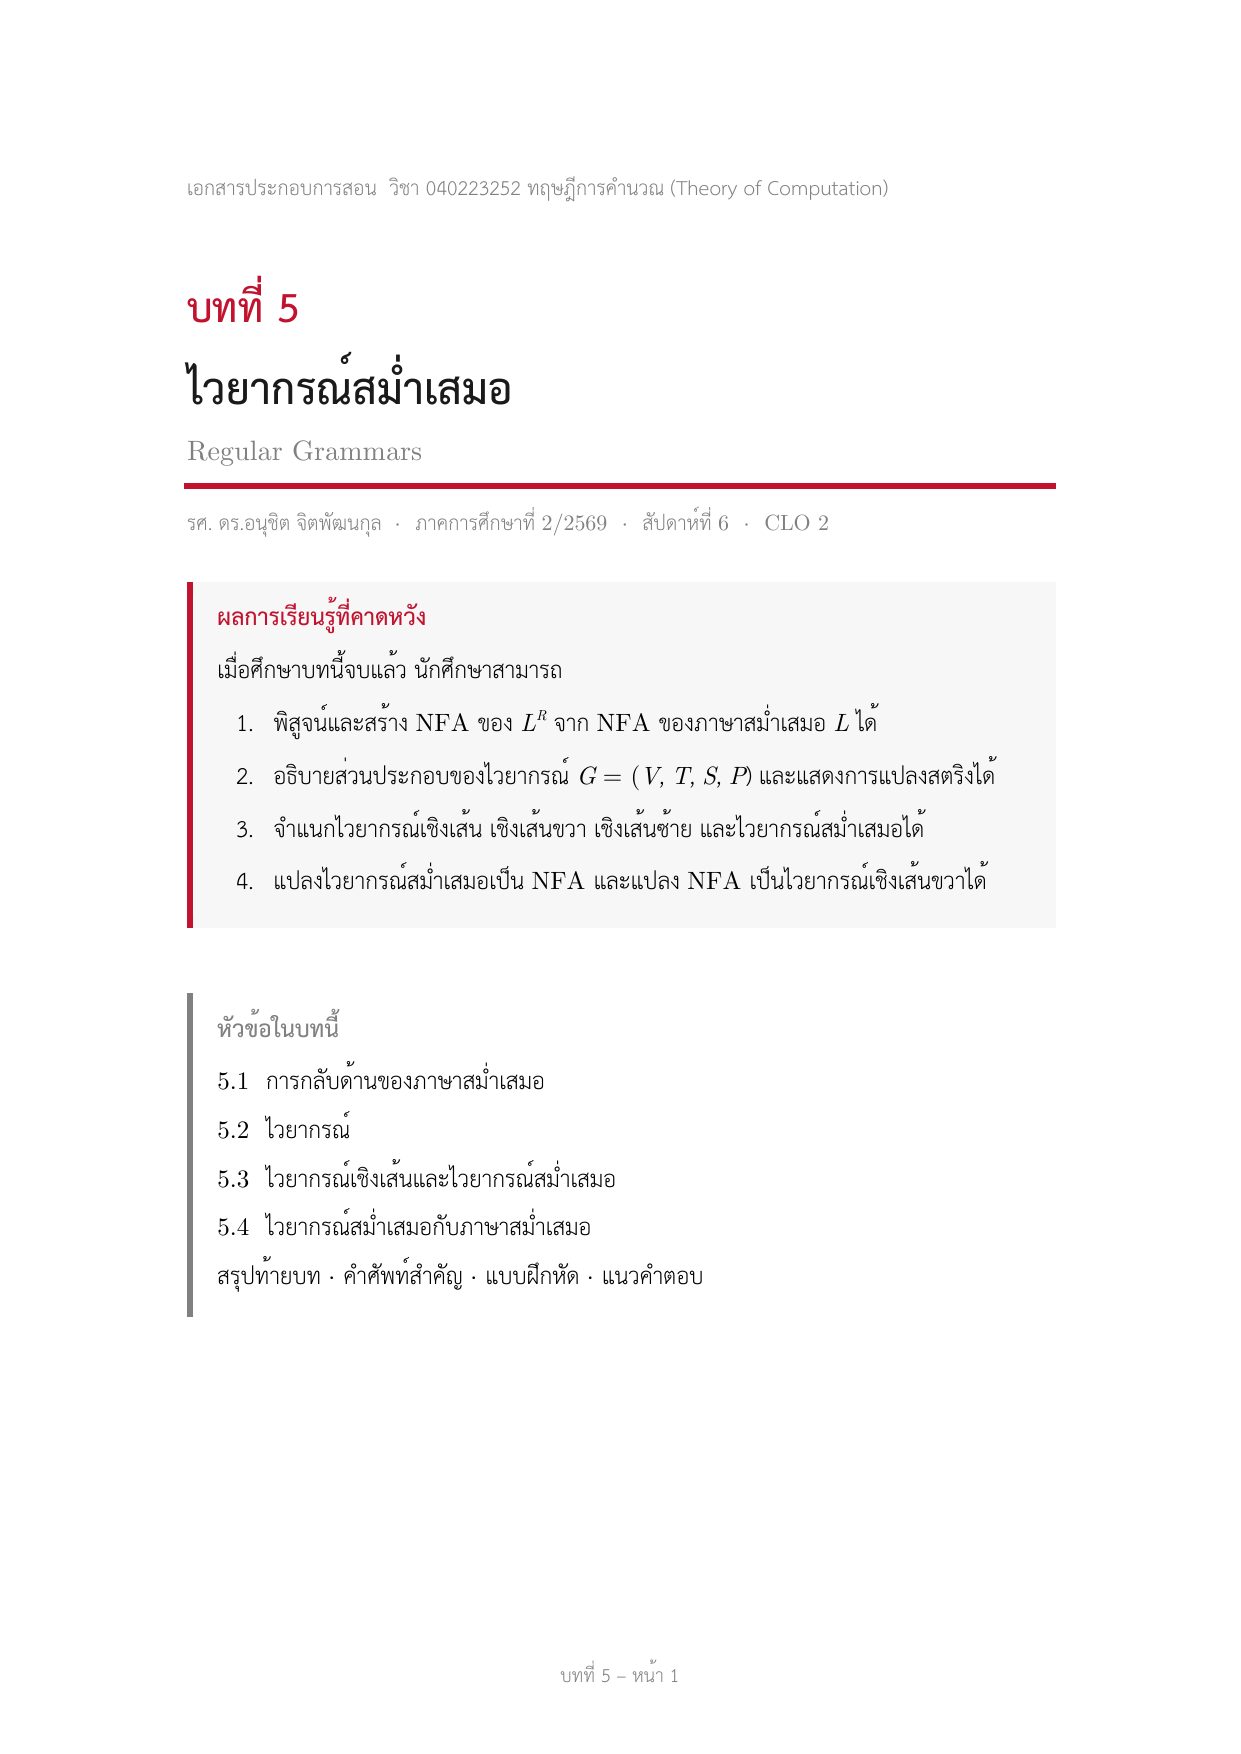 เอกสารประกอบการสอน วิชา 040223252 ทฤษฎีการคำนวณ (Theory of Computation)
บทที่ 5
ไวยากรณ์สม่ำเสมอ
Regular Grammars
รศ. ดร.อนุชิต จิตพัฒนกุล · ภาคการศึกษาที่ 2/2569 · สัปดาห์ที่ 6 · CLO 2
ผลการเรียนรู้ที่คาดหวัง
เมื่อศึกษาบทนี้จบแล้ว นักศึกษาสามารถ
1. พิสูจน์และสร้าง NFA ของ L^R จาก NFA ของภาษาสม่ำเสมอ L ได้
2. อธิบายส่วนประกอบของไวยากรณ์ G = (V, T, S, P) และแสดงการแปลงสตริงได้
3. จำแนกไวยากรณ์เชิงเส้น เชิงเส้นขวา เชิงเส้นซ้าย และไวยากรณ์สม่ำเสมอได้
4. แปลงไวยากรณ์สม่ำเสมอเป็น NFA และแปลง NFA เป็นไวยากรณ์เชิงเส้นขวาได้
หัวข้อในบทนี้
5.1 การกลับด้านของภาษาสม่ำเสมอ
5.2 ไวยากรณ์
5.3 ไวยากรณ์เชิงเส้นและไวยากรณ์สม่ำเสมอ
5.4 ไวยากรณ์สม่ำเสมอกับภาษาสม่ำเสมอ
สรุปท้ายบท · คำศัพท์สำคัญ · แบบฝึกหัด · แนวคำตอบ
บทที่ 5 – หน้า 1